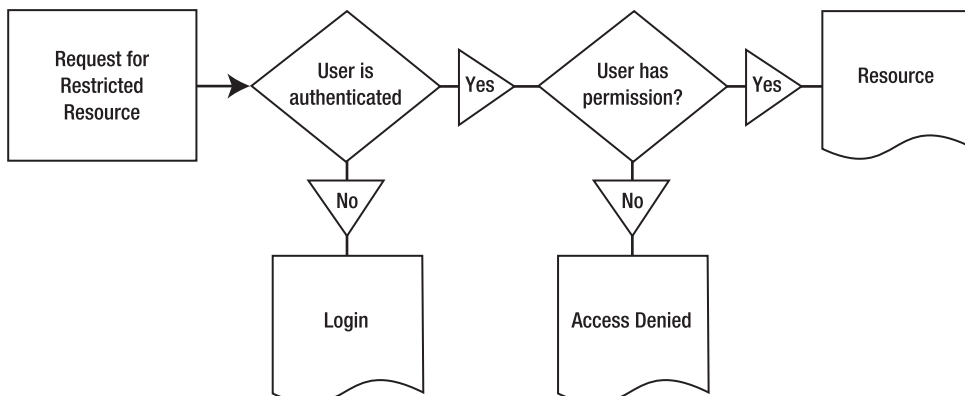 Request for
Restricted
Resource
User is
authenticated
Yes
User has
permission?
Yes
Resource
No
No
Login
Access Denied